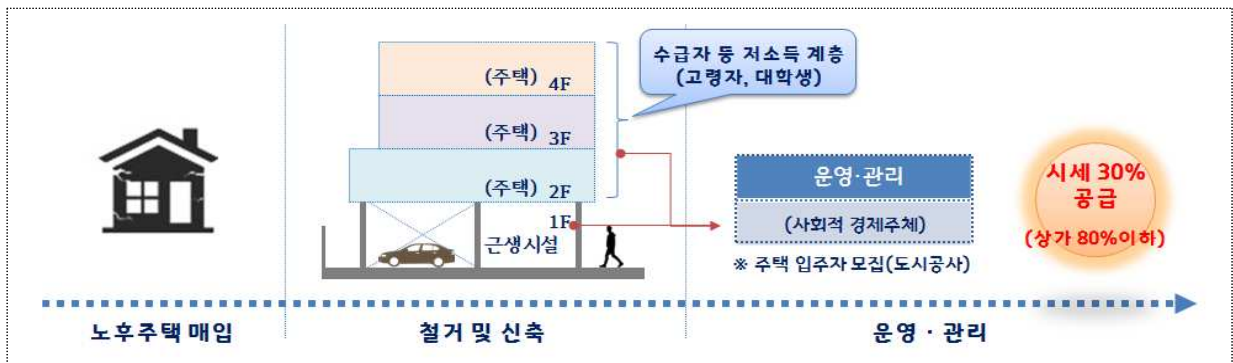 수급자 등 저소득 계층
(고령자, 대학생)
(주택) 4F
(주택) 3F
(주택) 2F
1F
근생시설
운영·관리
(사회적 경제주체)
※ 주택 입주자 모집(도시공사)
시세 30%
공급
(상가 80%이하)
노후주택 매입
철거 및 신축
운영 · 관리